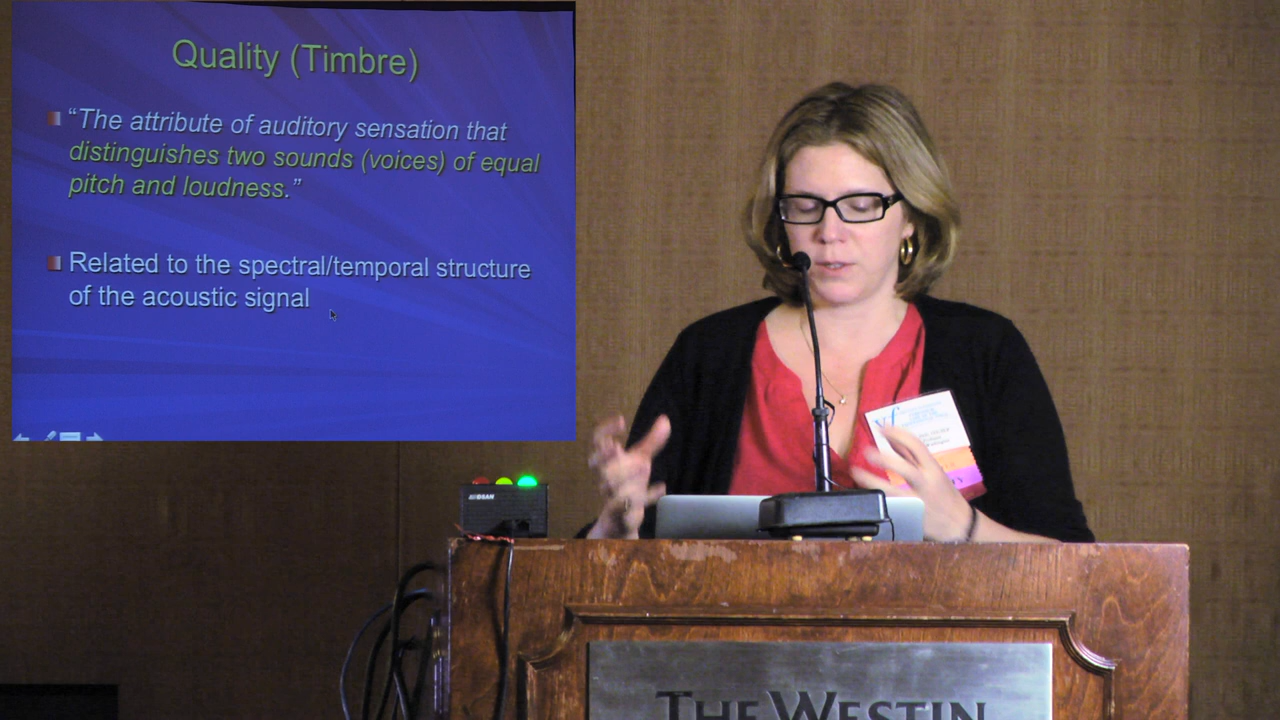 Quality (Timbre)
“The attribute of auditory sensation that
distinguishes two sounds (voices) of equal
pitch and loudness.”
Related to the spectral/temporal structure
of the acoustic signal
vf
THE WESTIN